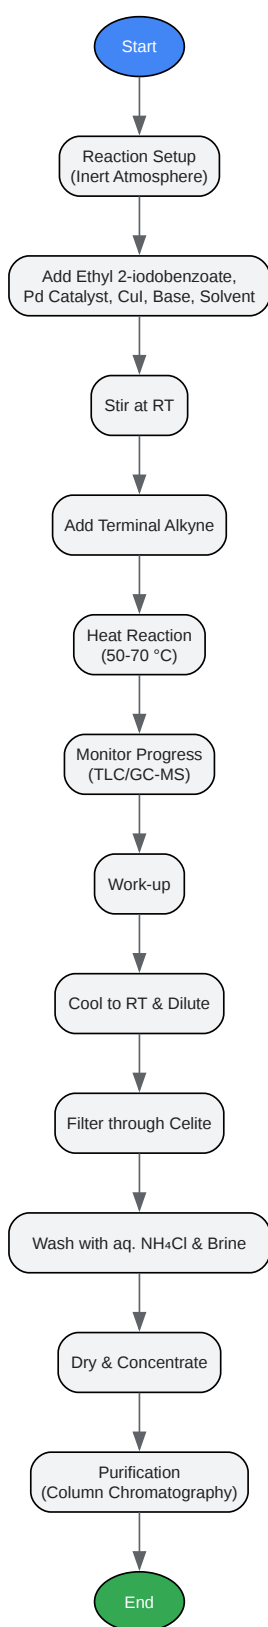 Start
Reaction Setup
(Inert Atmosphere)
Add Ethyl 2-iodobenzoate,
Pd Catalyst, CuI, Base, Solvent
Stir at RT
Add Terminal Alkyne
Heat Reaction
(50-70 °C)
Monitor Progress
(TLC/GC-MS)
Work-up
Cool to RT & Dilute
Filter through Celite
Wash with aq. NH₄Cl & Brine
Dry & Concentrate
Purification
(Column Chromatography)
End